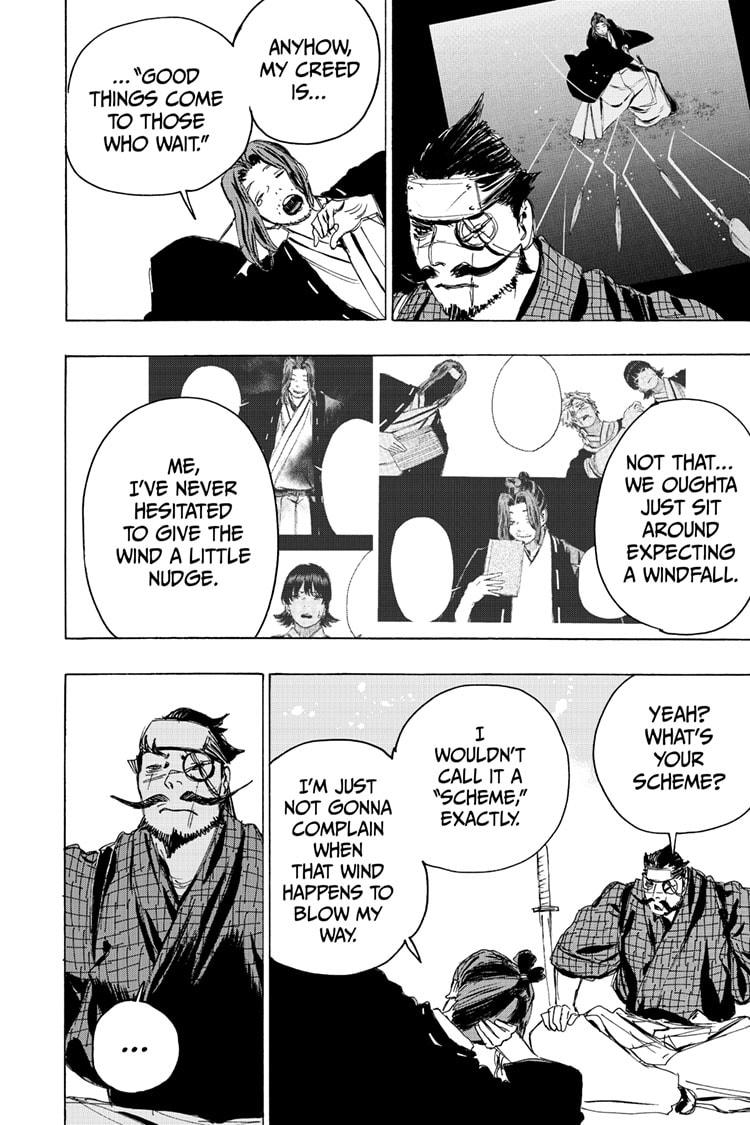 ANYHOW,
MY CREED
IS...
..."GOOD
THINGS COME
TO THOSE
WHO WAIT."
NOT THAT...
WE OUGHTA
JUST SIT
AROUND
EXPECTING
A WINDFALL.
ME,
I'VE NEVER
HESITATED
TO GIVE THE
WIND A LITTLE
NUDGE.
YEAH?
WHAT'S
YOUR
SCHEME?
I
WOULDN'T
CALL IT A
"SCHEME,"
EXACTLY.
I'M JUST
NOT GONNA
COMPLAIN
WHEN
THAT WIND
HAPPENS TO
BLOW MY
WAY.
...